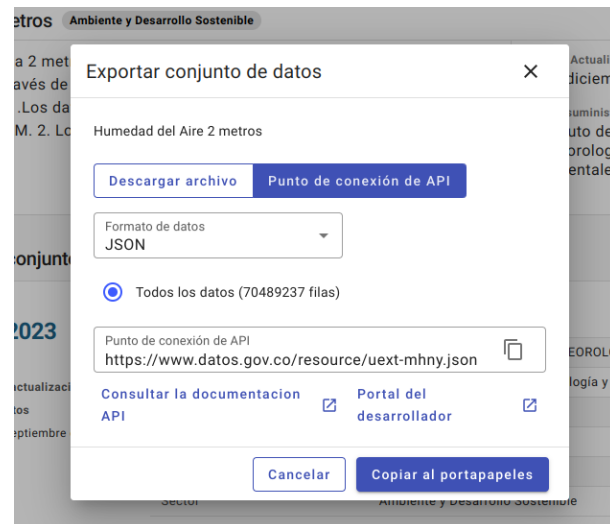 etros Ambiente y Desarrollo Sostenible
a 2 met
avés de
.Los da
M. 2. Lo
Actuali
diciem
suminis
uto de
orolog
entale
Exportar conjunto de datos
Humedad del Aire 2 metros
Descargar archivo Punto de conexión de API
Formato de datos
JSON
Todos los datos (70489237 filas)
Punto de conexión de API
https://www.datos.gov.co/resource/uext-mhny.json
Consultar la documentacion
API
Portal del
desarrollador
Cancelar Copiar al portapapeles
conjunt
2023
actualizaci
tos
eptiembre
EOROL
logía y
Sector Ambiente y Desarrollo Sostenible